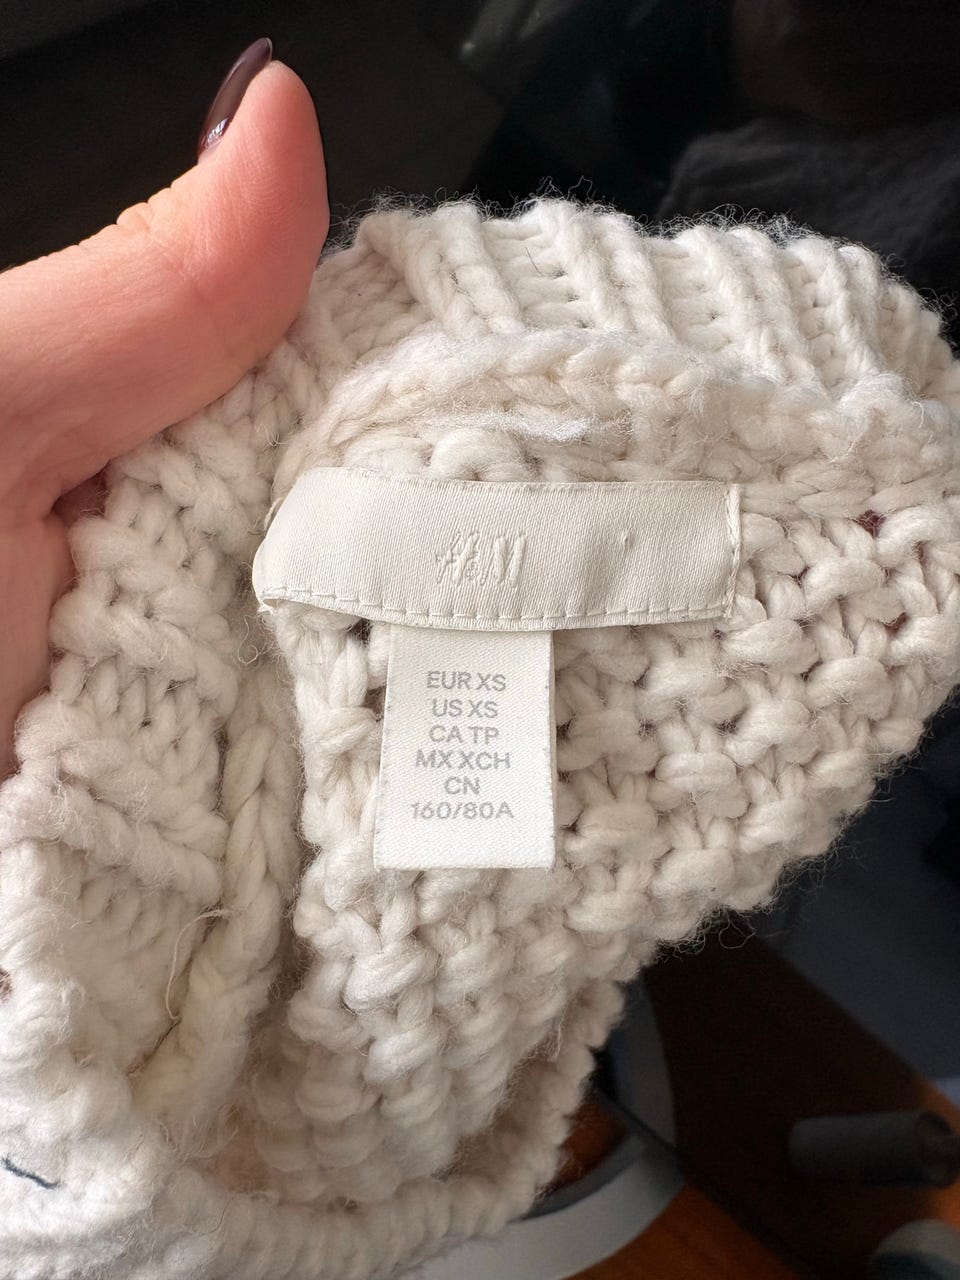 H&M
EUR XS
US XS
CA TP
MX XCH
CN
160/80A